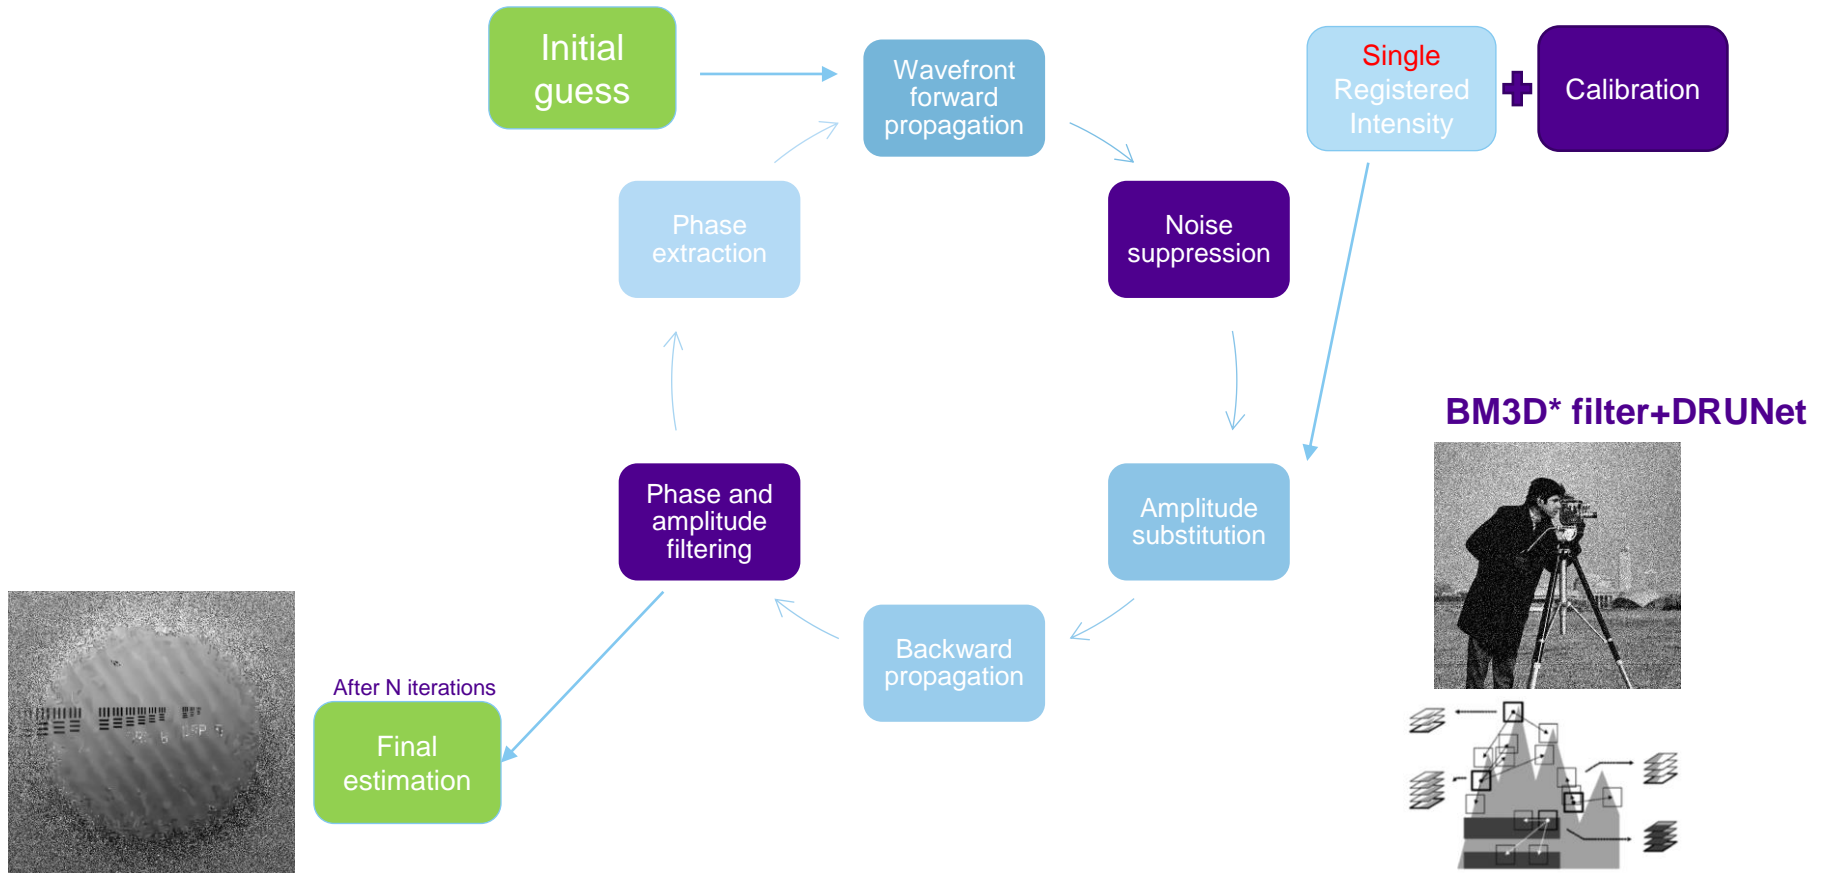 Initial
guess
Wavefront
forward
propagation
Single
Registered
Intensity
Calibration
Phase
extraction
Noise
suppression
BM3D* filter+DRUNet
Phase and
amplitude
filtering
Amplitude
substitution
Backward
propagation
After N iterations
Final
estimation